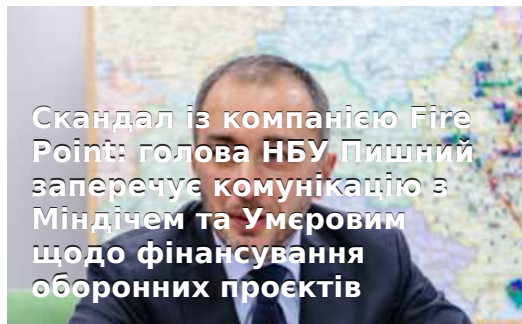 Скандал із компанією Fire
Point: голова НБУ Пишний
заперечує комунікацію з
Міндічем та Умєровим
щодо фінансування
оборонних проєктів